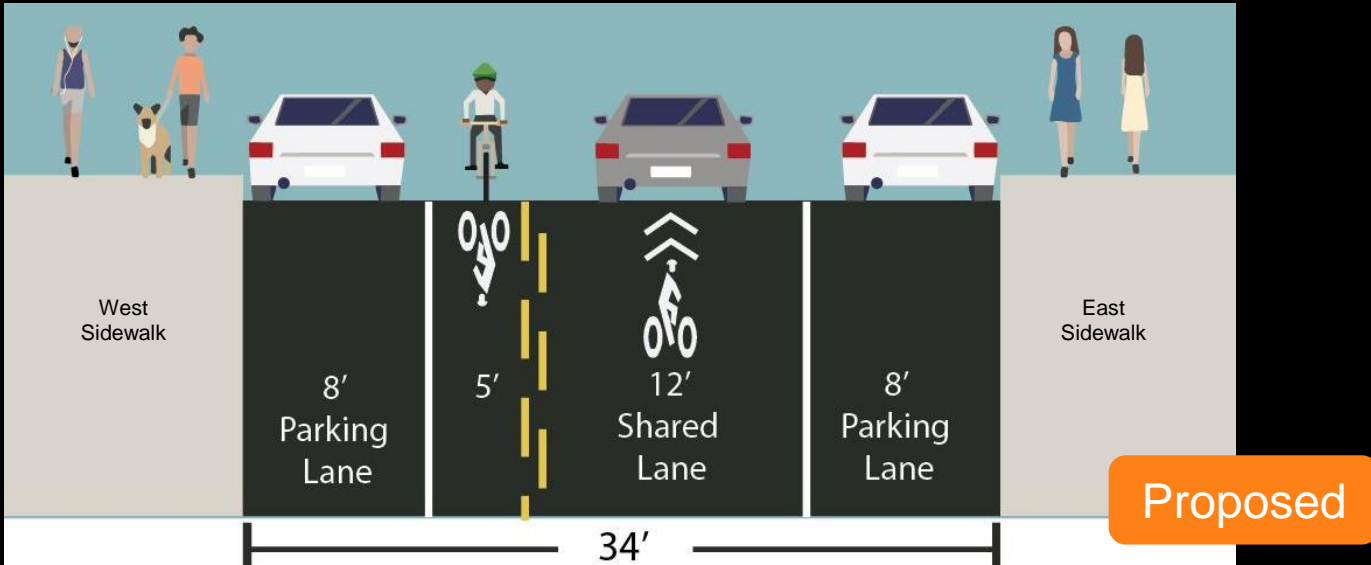 West
Sidewalk
8′
Parking
Lane
5′
12′
Shared
Lane
8′
Parking
Lane
East
Sidewalk
Proposed
34′